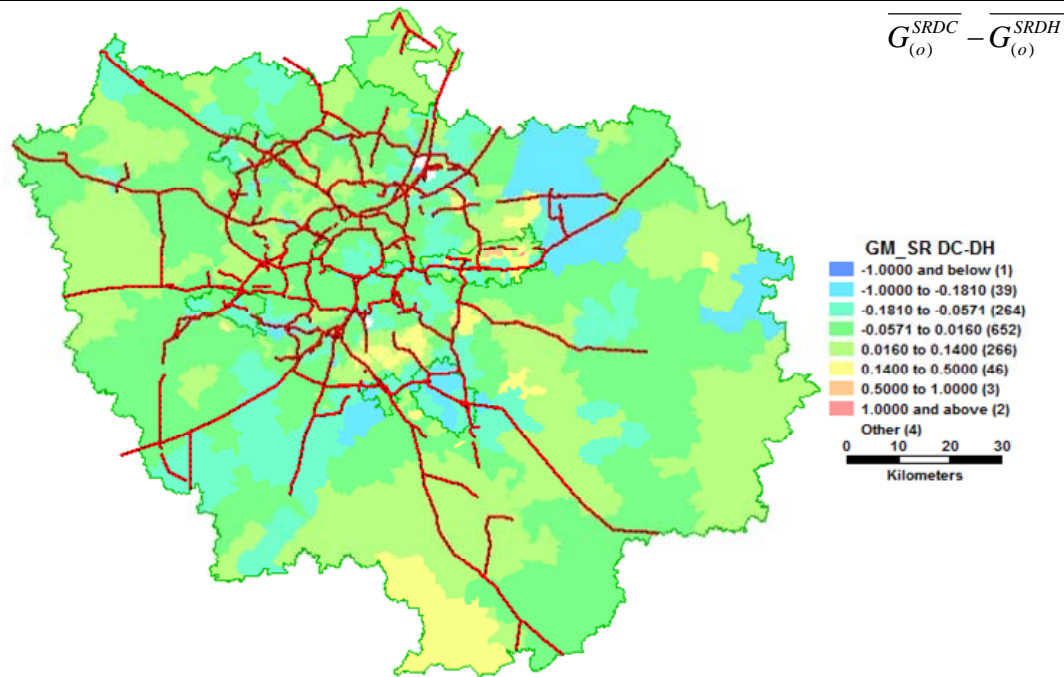 G(o)^SRDC − G(o)^SRDH
GM_SR DC-DH
-1.0000 and below (1)
-1.0000 to -0.1810 (39)
-0.1810 to -0.0571 (264)
-0.0571 to 0.0160 (652)
0.0160 to 0.1400 (266)
0.1400 to 0.5000 (46)
0.5000 to 1.0000 (3)
1.0000 and above (2)
Other (4)
0 10 20 30
Kilometers